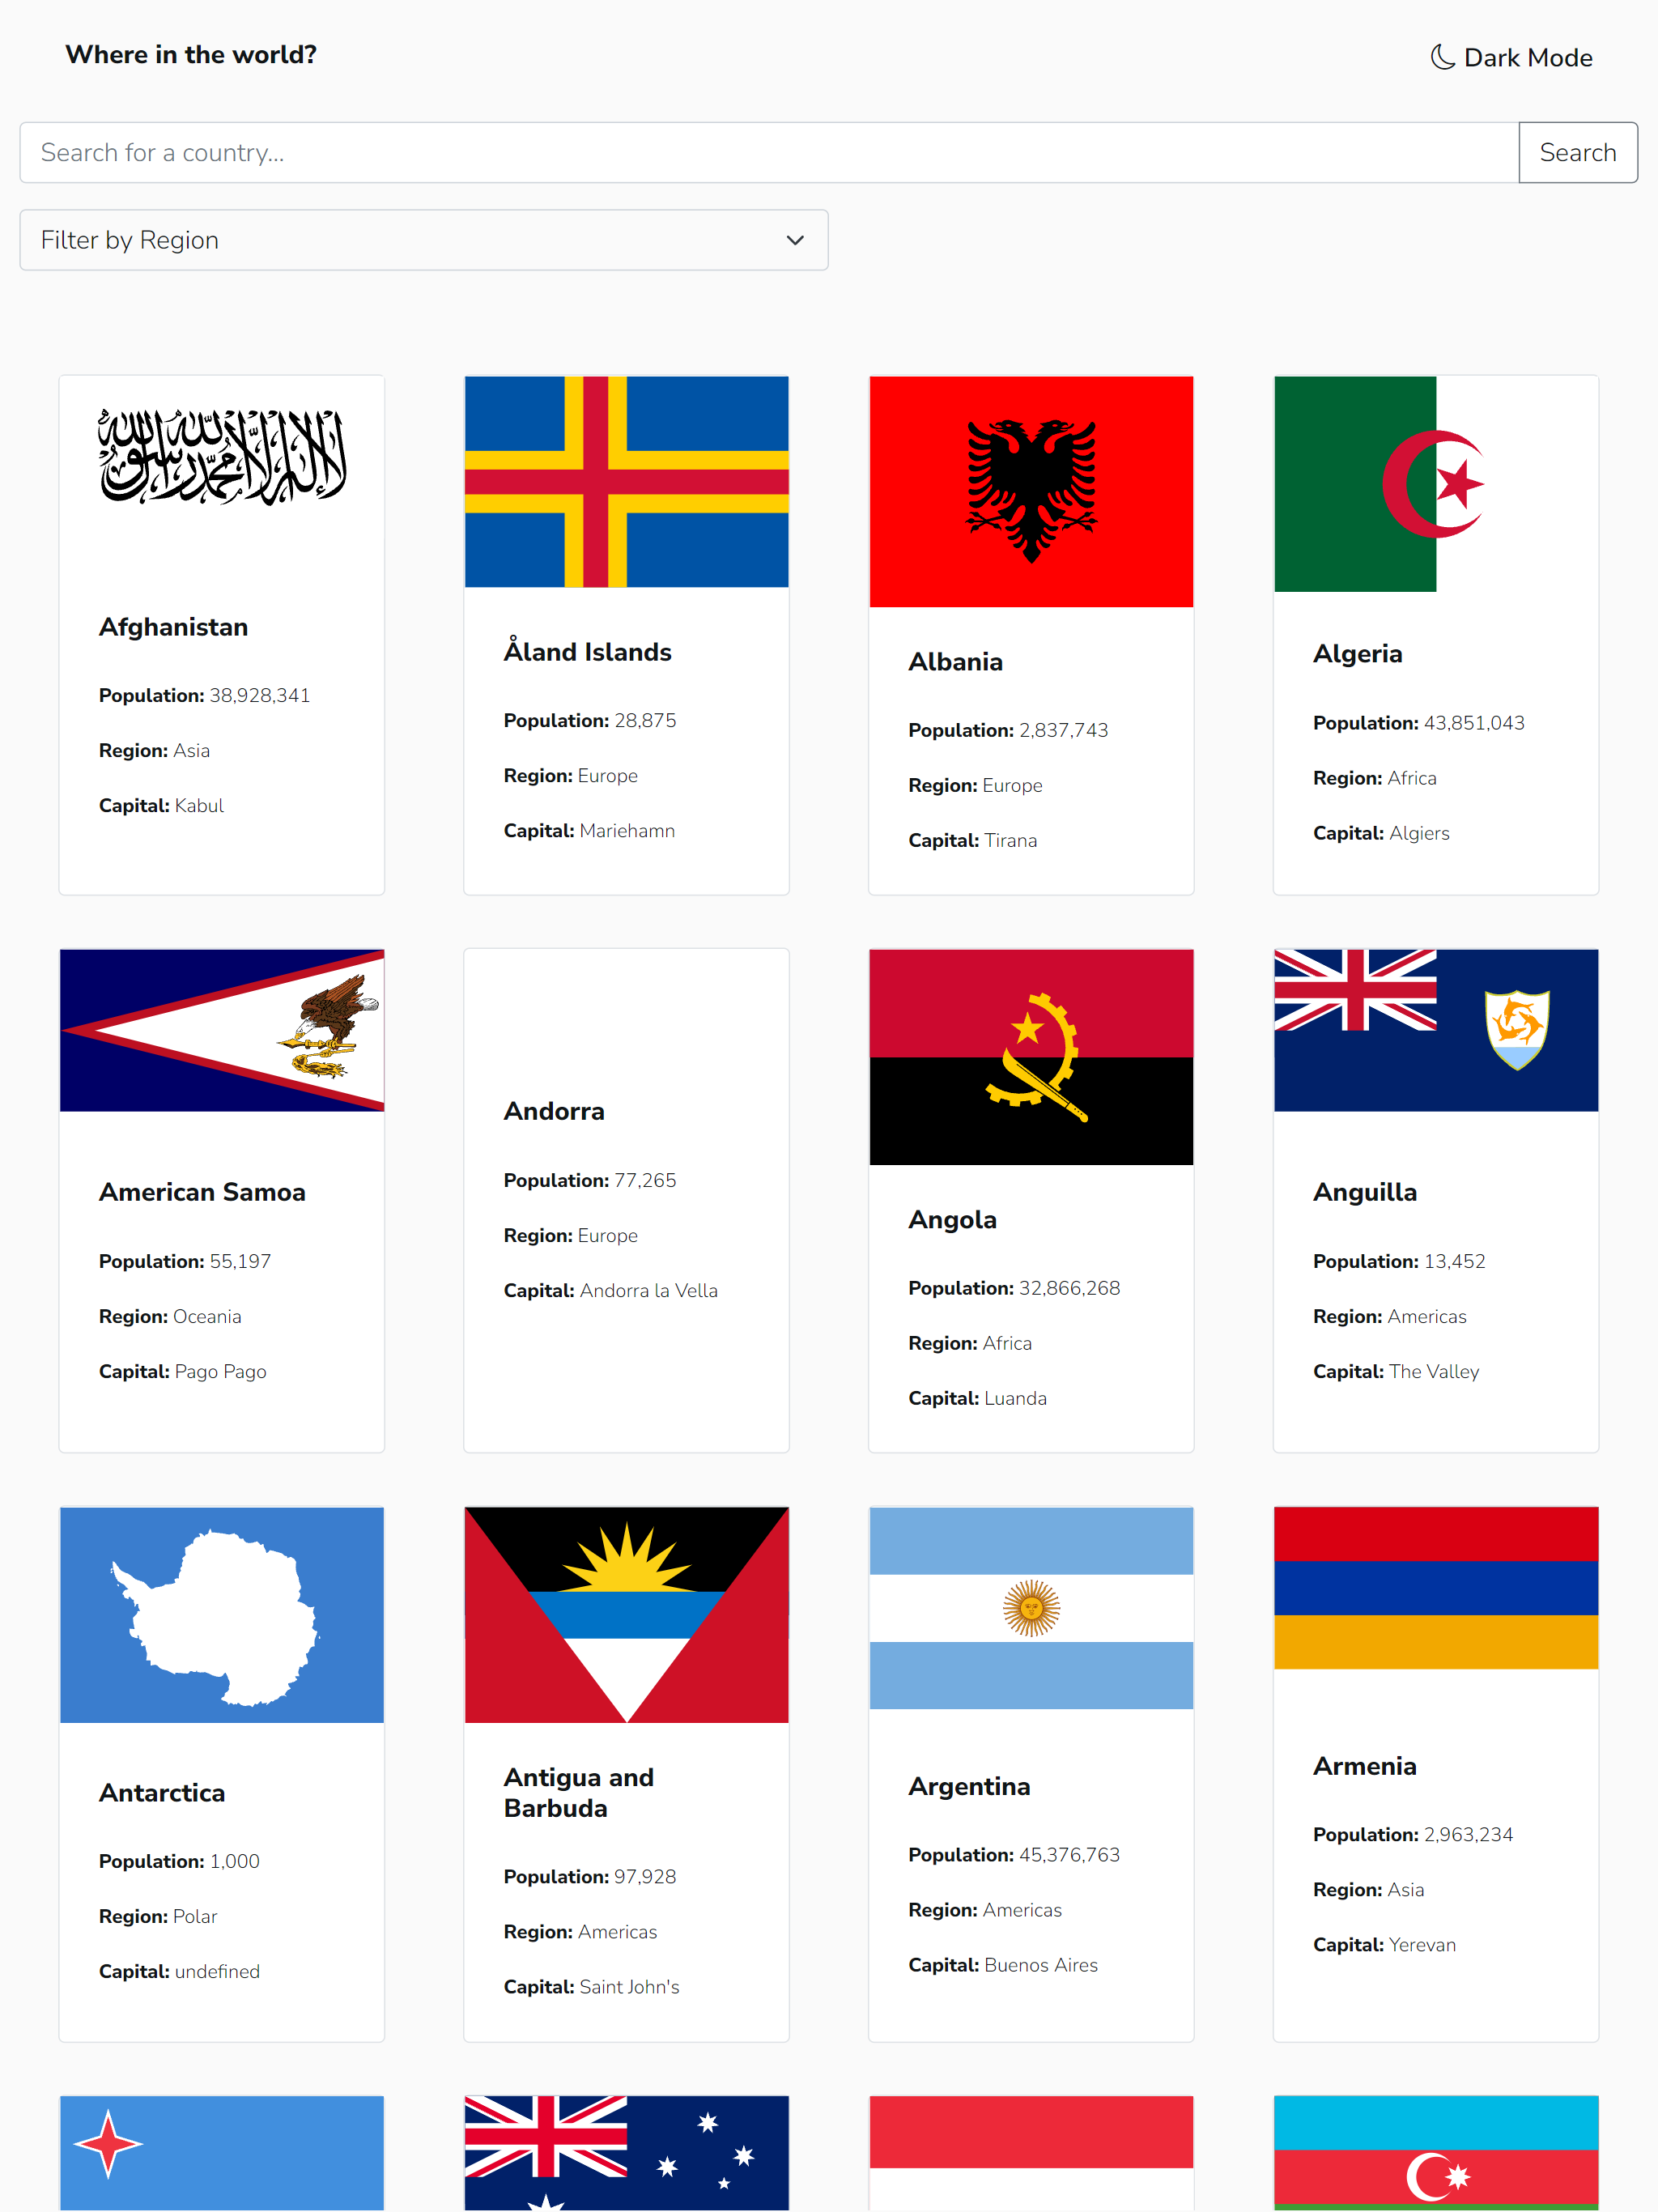 Where in the world?
Dark Mode
Search for a country...
Search
Filter by Region
لا إله إلا الله محمد رسول الله
Afghanistan
Population: 38,928,341
Region: Asia
Capital: Kabul
Åland Islands
Population: 28,875
Region: Europe
Capital: Mariehamn
Albania
Population: 2,837,743
Region: Europe
Capital: Tirana
Algeria
Population: 43,851,043
Region: Africa
Capital: Algiers
American Samoa
Population: 55,197
Region: Oceania
Capital: Pago Pago
Andorra
Population: 77,265
Region: Europe
Capital: Andorra la Vella
Angola
Population: 32,866,268
Region: Africa
Capital: Luanda
Anguilla
Population: 13,452
Region: Americas
Capital: The Valley
Antarctica
Population: 1,000
Region: Polar
Capital: undefined
Antigua and
Barbuda
Population: 97,928
Region: Americas
Capital: Saint John's
Argentina
Population: 45,376,763
Region: Americas
Capital: Buenos Aires
Armenia
Population: 2,963,234
Region: Asia
Capital: Yerevan